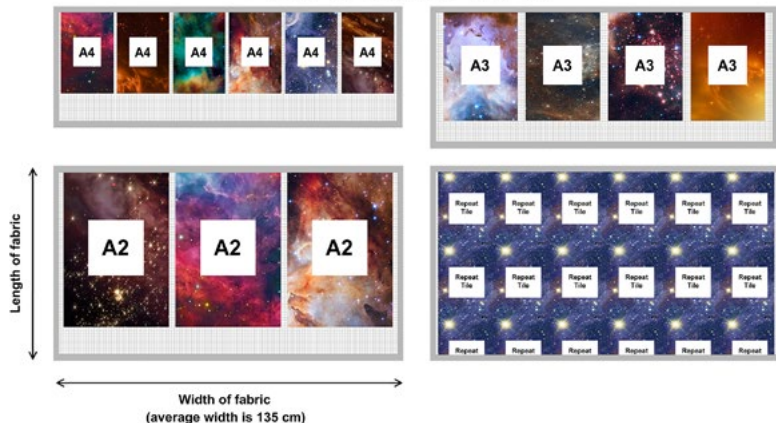 A4 A4 A4 A4 A4 A4
A3 A3 A3 A3
Length of fabric
A2 A2 A2
Repeat Repeat Repeat Repeat Repeat Repeat
Tile Tile Tile Tile Tile Tile
Repeat Repeat Repeat Repeat Repeat Repeat
Tile Tile Tile Tile Tile Tile
Repeat Repeat Repeat Repeat Repeat Repeat
Width of fabric
(average width is 135 cm)